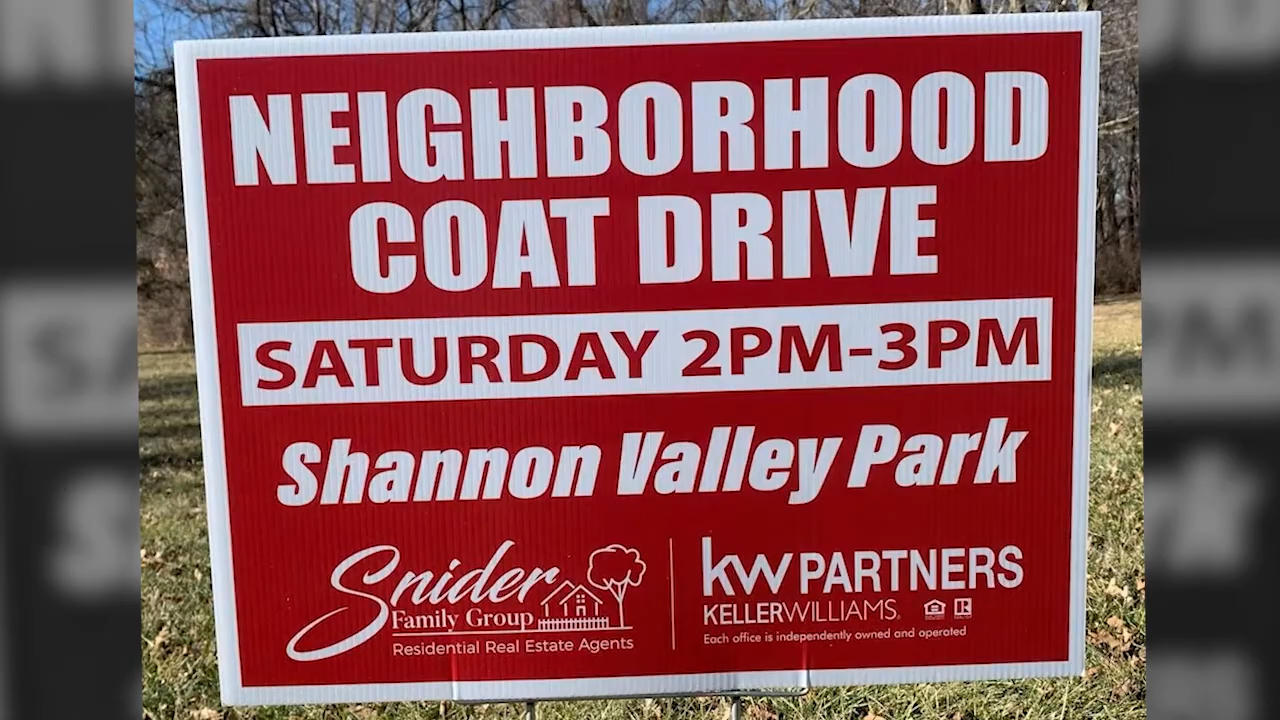 NEIGHBORHOOD
COAT DRIVE
SATURDAY 2PM-3PM
Shannon Valley Park
Snider
Family Group
Residential Real Estate Agents
kw PARTNERS
KELLERWILLIAMS.
Each office is independently owned and operated